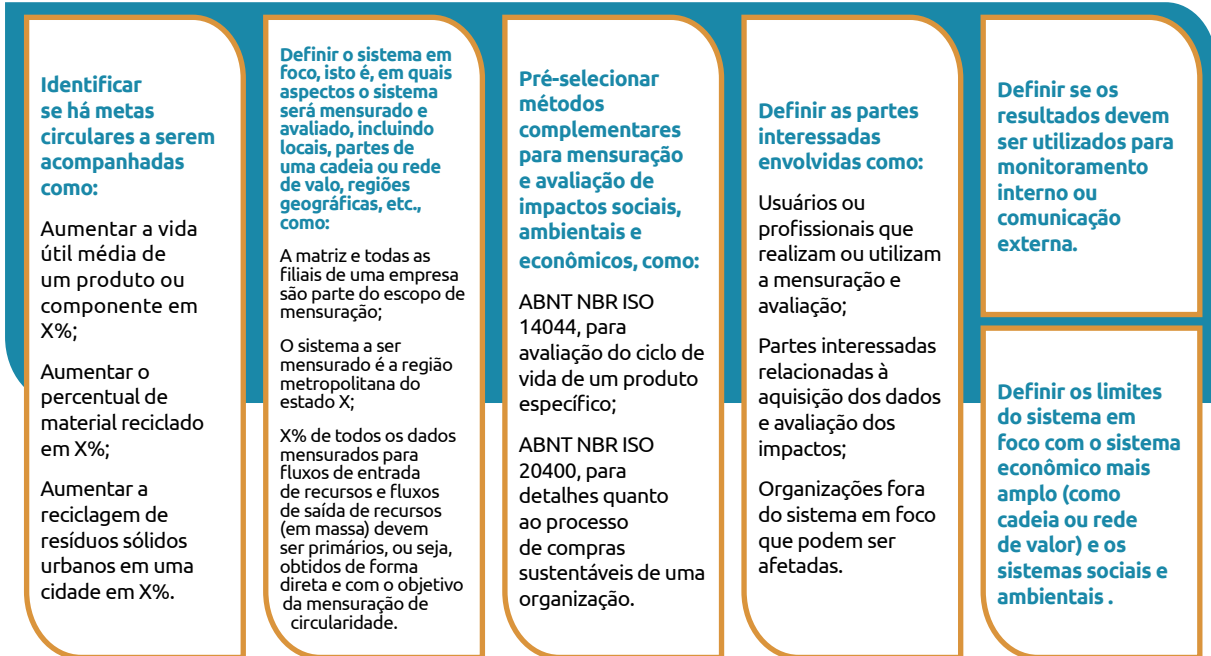 Identificar
se há metas
circulares a serem
acompanhadas
como:
Aumentar a vida
útil média de
um produto ou
componente em
X%;
Aumentar o
percentual de
material reciclado
em X%;
Aumentar a
reciclagem de
resíduos sólidos
urbanos em uma
cidade em X%.
Definir o sistema em
foco, isto é, em quais
aspectos o sistema
será mensurado e
avaliado, incluindo
locais, partes de
uma cadeia ou rede
de valo, regiões
geográficas, etc.,
como:
A matriz e todas as
filiais de uma empresa
são parte do escopo de
mensuração;
O sistema a ser
mensurado é a região
metropolitana do
estado X;
X% de todos os dados
mensurados para
fluxos de entrada
de recursos e fluxos
de saída de recursos
(em massa) devem
ser primários, ou seja,
obtidos de forma
direta e com o objetivo
da mensuração de
circularidade.
Pré-selecionar
métodos
complementares
para mensuração
e avaliação de
impactos sociais,
ambientais e
econômicos, como:
ABNT NBR ISO
14044, para
avaliação do ciclo de
vida de um produto
específico;
ABNT NBR ISO
20400, para
detalhes quanto
ao processo
de compras
sustentáveis de uma
organização.
Definir as partes
interessadas
envolvidas como:
Usuários ou
profissionais que
realizam ou utilizam
a mensuração e
avaliação;
Partes interessadas
relacionadas à
aquisição dos dados
e avaliação dos
impactos;
Organizações fora
do sistema em foco
que podem ser
afetadas.
Definir se os
resultados devem
ser utilizados para
monitoramento
interno ou
comunicação
externa.
Definir os limites
do sistema em
foco com o sistema
econômico mais
amplo (como
cadeia ou rede
de valor) e os
sistemas sociais e
ambientais .